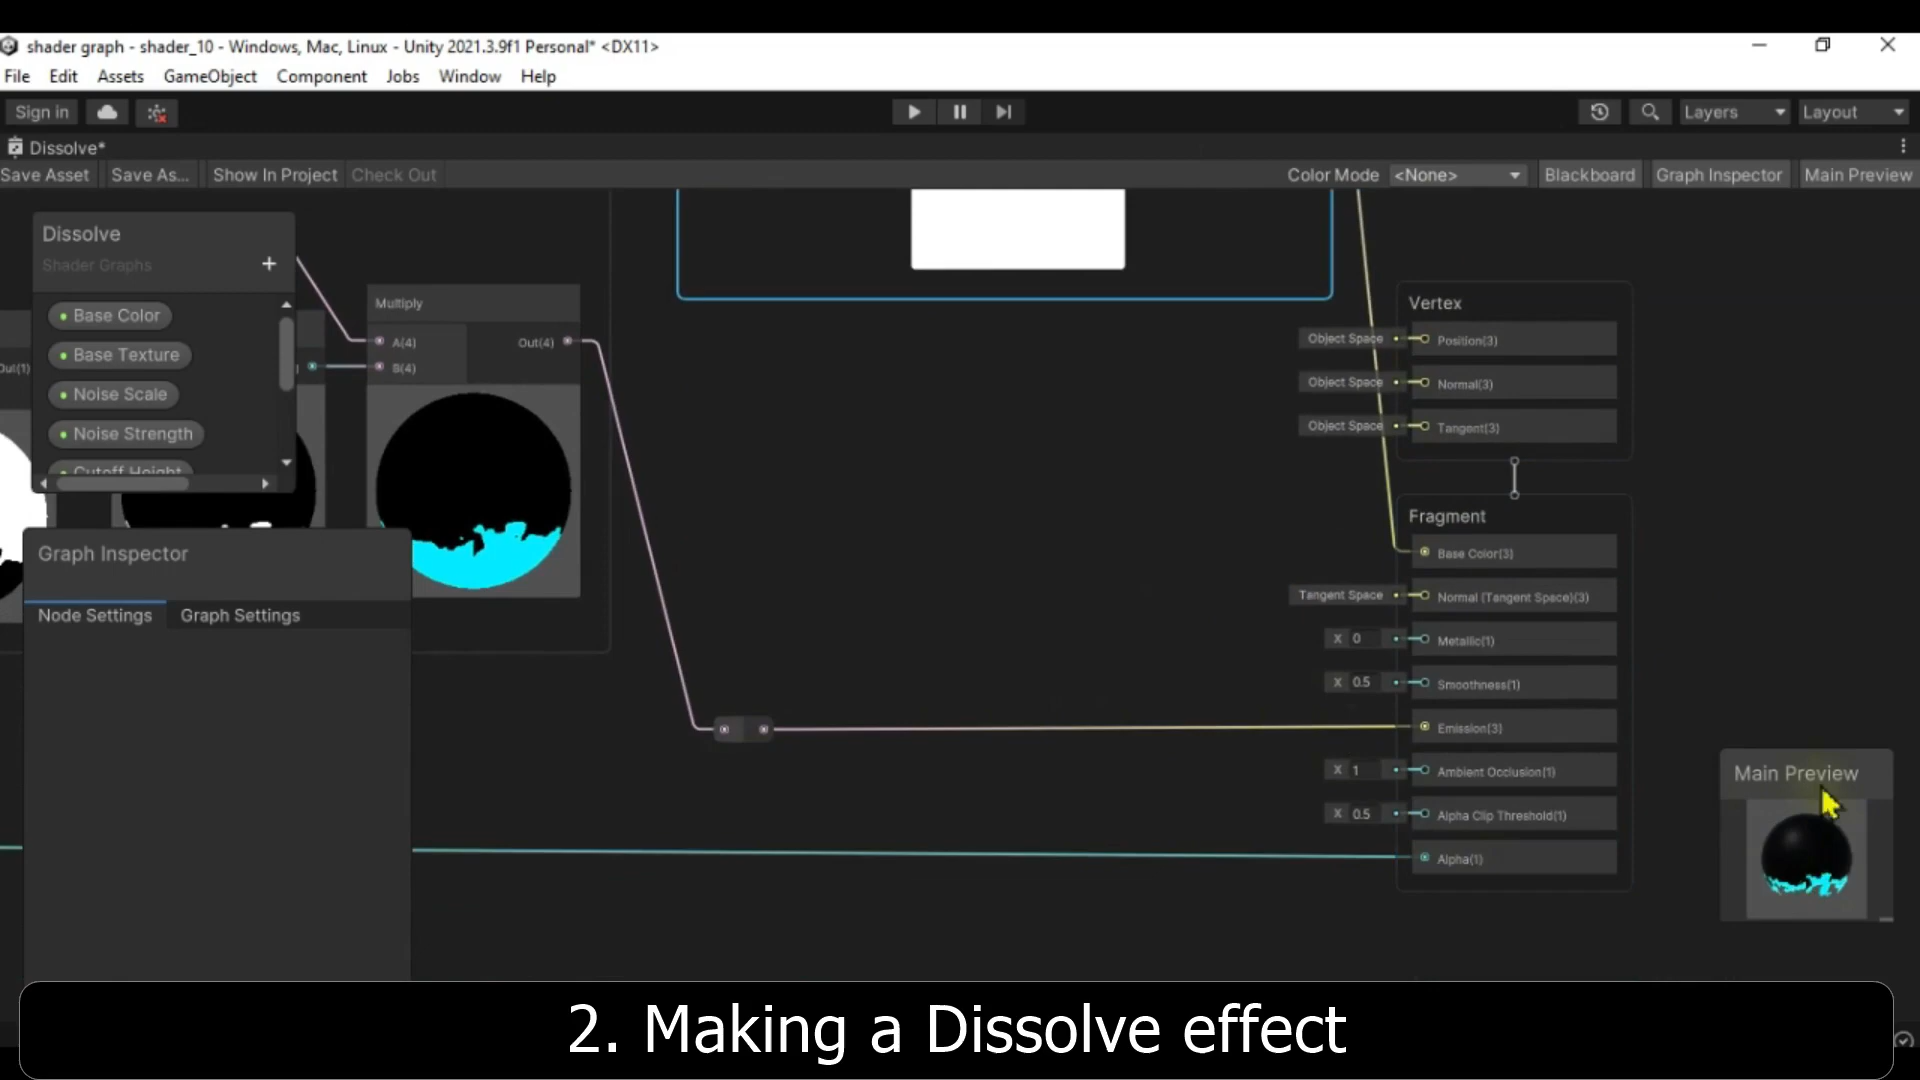 shader graph - shader_10 - Windows, Mac, Linux - Unity 2021.3.9f1 Personal* <DX11>
File Edit Assets GameObject Component Jobs Window Help
Sign in
Layers Layout
Dissolve*
Save Asset Save As... Show In Project Check Out
Color Mode <None> Blackboard Graph Inspector Main Preview
Dissolve
Shader Graphs
+
Base Color
Base Texture
Noise Scale
Noise Strength
Cutoff Height
Out(1)
Multiply
A(4) Out(4)
B(4)
Graph Inspector
Node Settings Graph Settings
Vertex
Object Space Position(3)
Object Space Normal(3)
Object Space Tangent(3)
Fragment
Base Color(3)
Tangent Space Normal (Tangent Space)(3)
X 0 Metallic(1)
X 0.5 Smoothness(1)
Emission(3)
X 1 Ambient Occlusion(1)
X 0.5 Alpha Clip Threshold(1)
Alpha(1)
Main Preview
2. Making a Dissolve effect